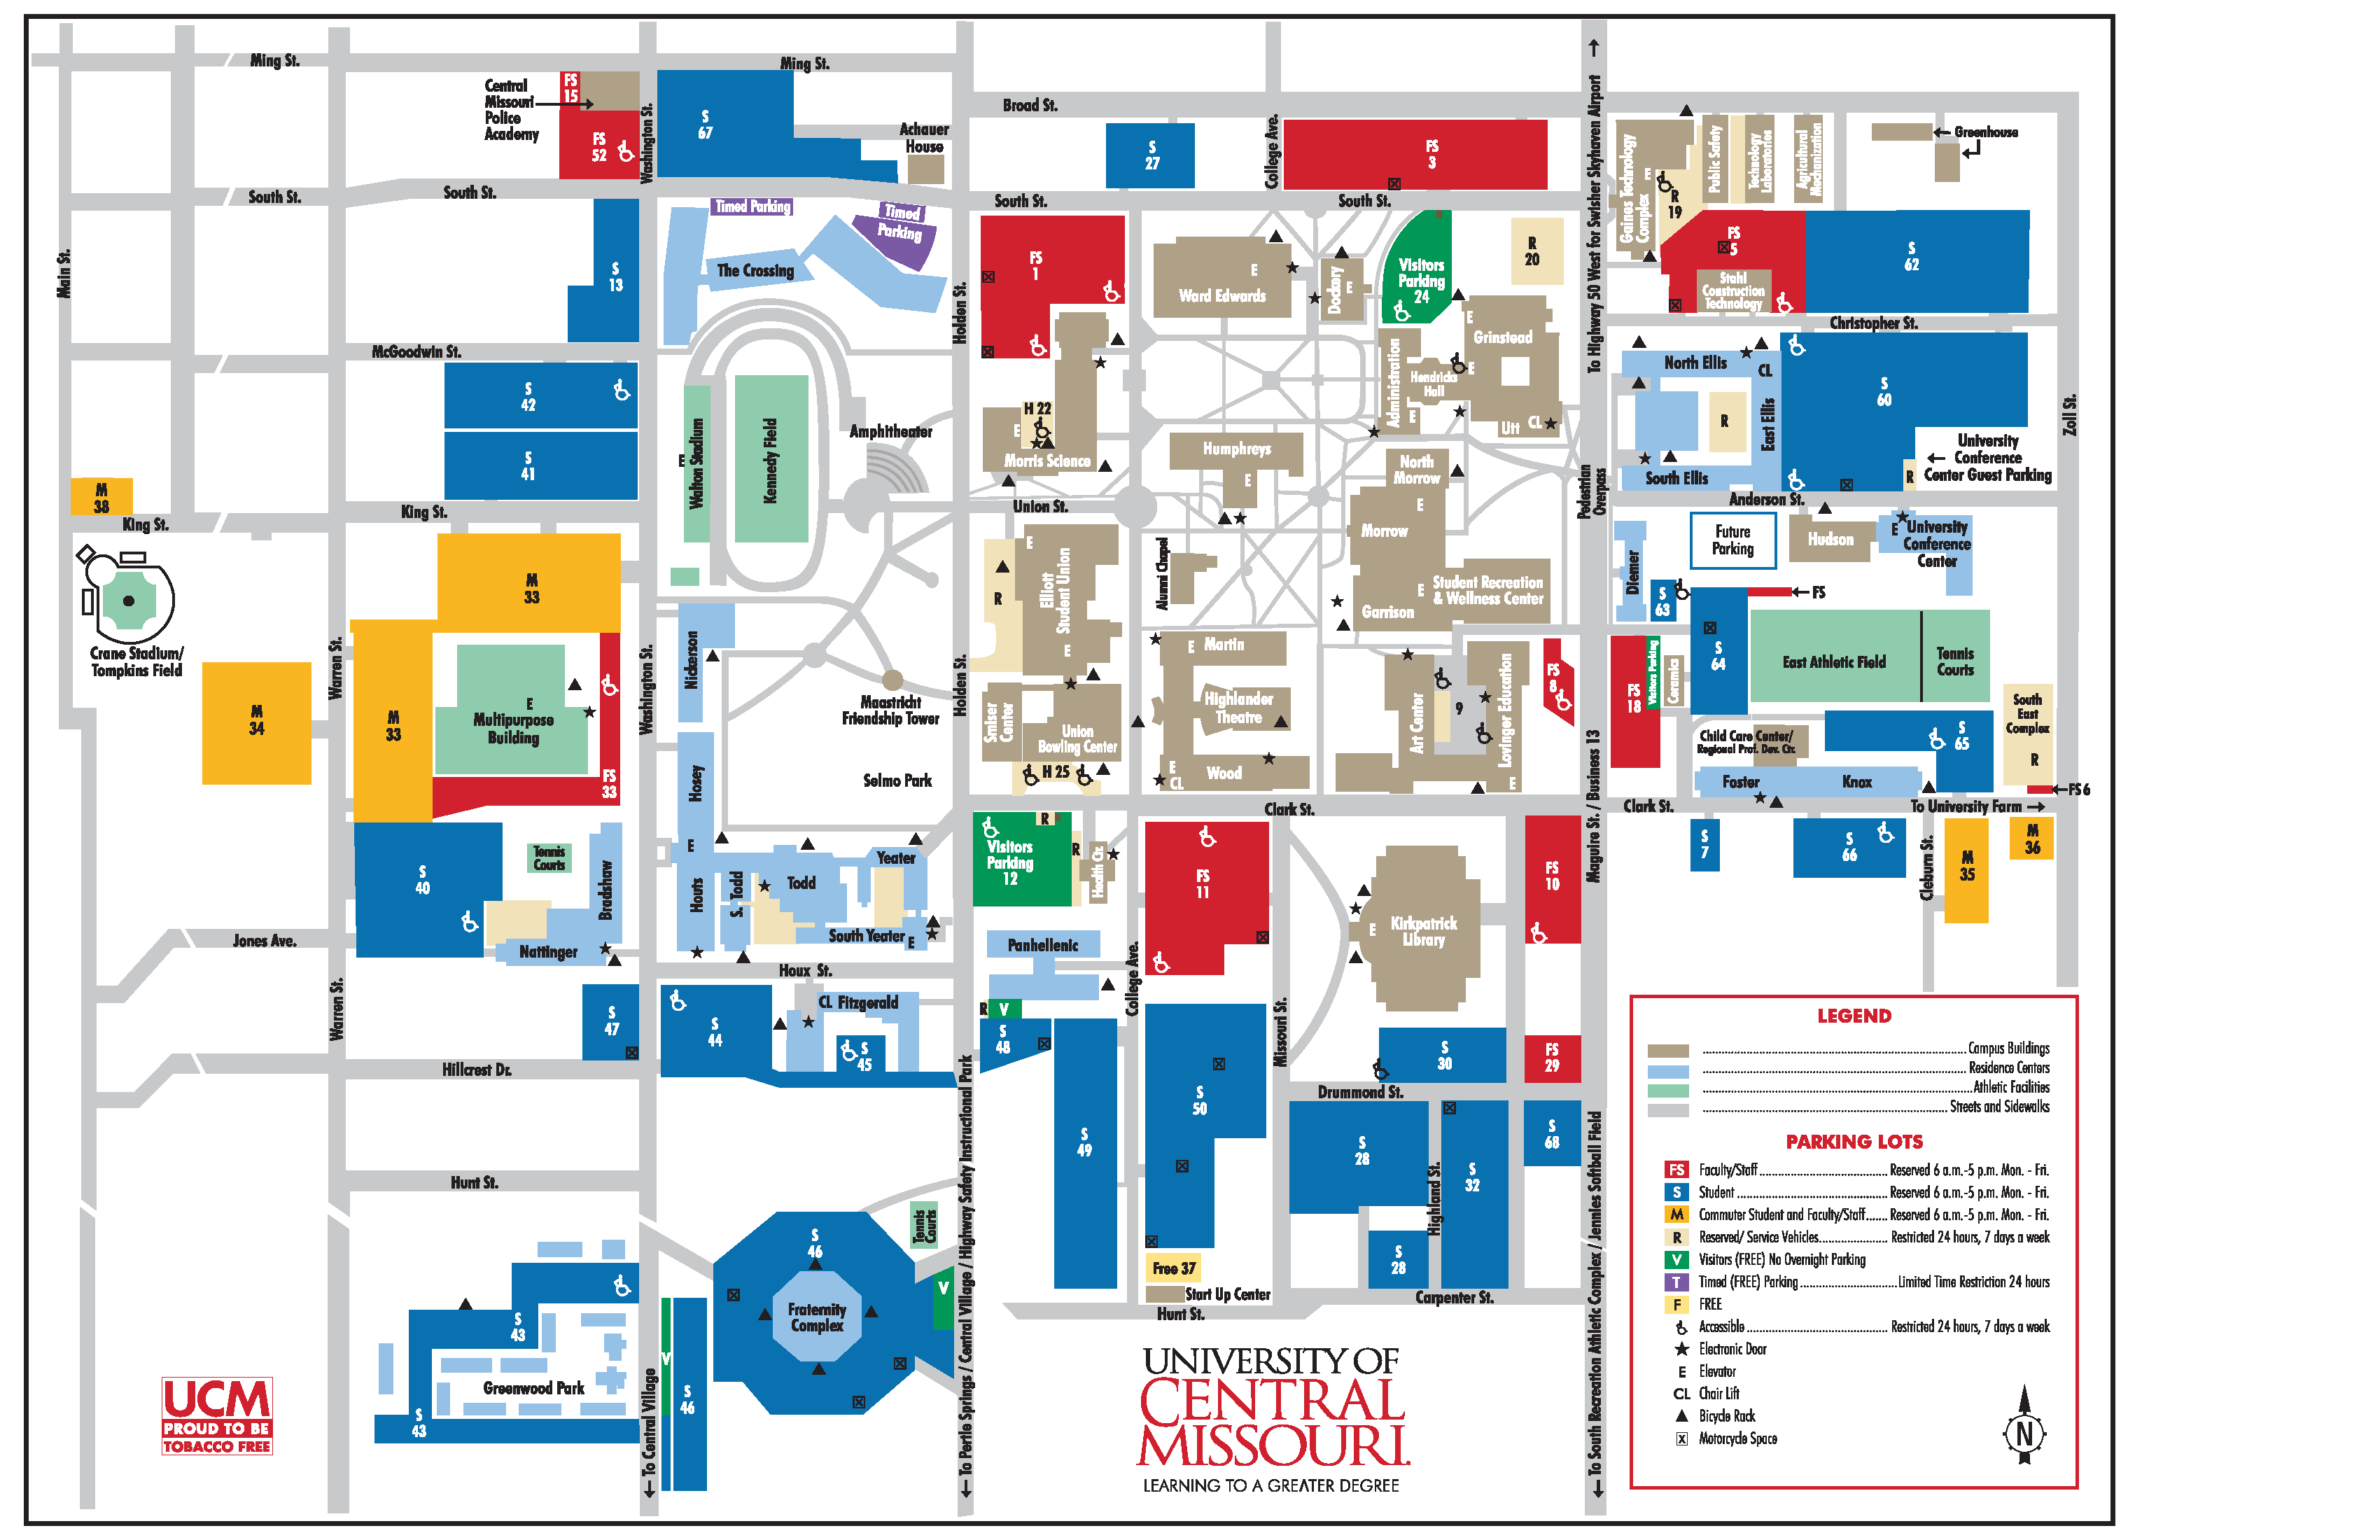 Ming St.
Ming St.
Central
Missouri
Police
Academy
FS
15
FS
52
Washington St.
S
67
Achauer
House
Broad St.
S
27
College Ave.
FS
3
To Highway 50 West for Swisher Skyhaven Airport
Gaines Technology
Complex
E
Public Safety
Technology
Laboratories
Agricultural
Mechanization
Greenhouse
R
19
South St.
South St.
South St.
South St.
Timed Parking
Timed
Parking
The Crossing
S
13
Main St.
Holden St.
FS
1
Ward Edwards
E
Dockery
E
Visitors
Parking
24
R
20
FS
5
Stahl
Construction
Technology
S
62
Christopher St.
McGoodwin St.
S
42
S
41
E
Walton Stadium
Kennedy Field
Amphitheater
H 22
E
Morris Science
Administration
E
Hendricks
Hall
E
Grinstead
E
Utt
CL
North Ellis
CL
R
East Ellis
South Ellis
S
60
Zoll St.
University
Conference
Center Guest Parking
R
Anderson St.
M
38
King St.
King St.
Union St.
Humphreys
E
North
Morrow
E
Morrow
Pedestrian
Overpass
Future
Parking
Hudson
E University
Conference
Center
Diemer
S
63
FS
Crane Stadium/
Tompkins Field
M
33
M
34
M
33
E
Multipurpose
Building
FS
33
Warren St.
Washington St.
Nickerson
Maastricht
Friendship Tower
Holden St.
R
E
Elliott
Student Union
E
Alumni Chapel
Student Recreation
& Wellness Center
E
Garrison
S
64
East Athletic Field
Tennis
Courts
FS
18
Visitors Parking
Ceramics
FS
8
E Martin
Highlander
Theatre
Smiser
Center
Union
Bowling Center
Art Center
9
Lovinger Education
E
Child Care Center/
Regional Prof. Dev. Ctr.
S
65
South
East
Complex
R
FS 6
Hosey
Selmo Park
H 25
E
CL
Wood
Maguire St. / Business 13
Foster
Knox
Clark St.
Clark St.
To University Farm
S
40
Tennis
Courts
Bradshaw
E
Houts
S. Todd
Todd
Yeater
South Yeater
E
Nattinger
Visitors
Parking
12
R
R
Health Ctr.
FS
11
E
Kirkpatrick
Library
FS
10
S
7
S
66
Cleburn St.
M
35
M
36
Jones Ave.
Houx St.
Panhellenic
College Ave.
Warren St.
S
47
S
44
CL Fitzgerald
S
45
R
V
S
48
Missouri St.
S
30
FS
29
Hillcrest Dr.
Drummond St.
S
49
S
50
S
28
S
32
S
68
S
28
Highland St.
Hunt St.
S
46
Tennis
Courts
V
Fraternity
Complex
Free 37
Start Up Center
Hunt St.
Carpenter St.
S
43
Greenwood Park
S
43
V
S
46
To Central Village
To Pertle Springs / Central Village / Highway Safety Instructional Park
To South Recreation Athletic Complex / Jennies Softball Field
UCM
PROUD TO BE
TOBACCO FREE
UNIVERSITY OF
CENTRAL
MISSOURI.
LEARNING TO A GREATER DEGREE
LEGEND
Campus Buildings
Residence Centers
Athletic Facilities
Streets and Sidewalks
PARKING LOTS
FS Faculty/Staff Reserved 6 a.m.-5 p.m. Mon. - Fri.
S Student Reserved 6 a.m.-5 p.m. Mon. - Fri.
M Commuter Student and Faculty/Staff Reserved 6 a.m.-5 p.m. Mon. - Fri.
R Reserved/ Service Vehicles Restricted 24 hours, 7 days a week
V Visitors (FREE) No Overnight Parking
T Timed (FREE) Parking Limited Time Restriction 24 hours
F FREE
Accessible Restricted 24 hours, 7 days a week
Electronic Door
E Elevator
CL Chair Lift
Bicycle Rack
Motorcycle Space
N